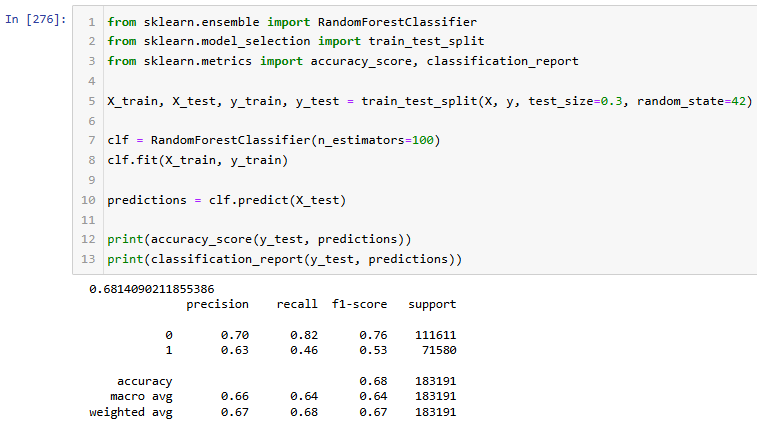 In [276]:
1 from sklearn.ensemble import RandomForestClassifier
2 from sklearn.model_selection import train_test_split
3 from sklearn.metrics import accuracy_score, classification_report
4
5 X_train, X_test, y_train, y_test = train_test_split(X, y, test_size=0.3, random_state=42)
6
7 clf = RandomForestClassifier(n_estimators=100)
8 clf.fit(X_train, y_train)
9
10 predictions = clf.predict(X_test)
11
12 print(accuracy_score(y_test, predictions))
13 print(classification_report(y_test, predictions))
0.6814090211855386
precision recall f1-score support
0 0.70 0.82 0.76 111611
1 0.63 0.46 0.53 71580
accuracy 0.68 183191
macro avg 0.66 0.64 0.64 183191
weighted avg 0.67 0.68 0.67 183191